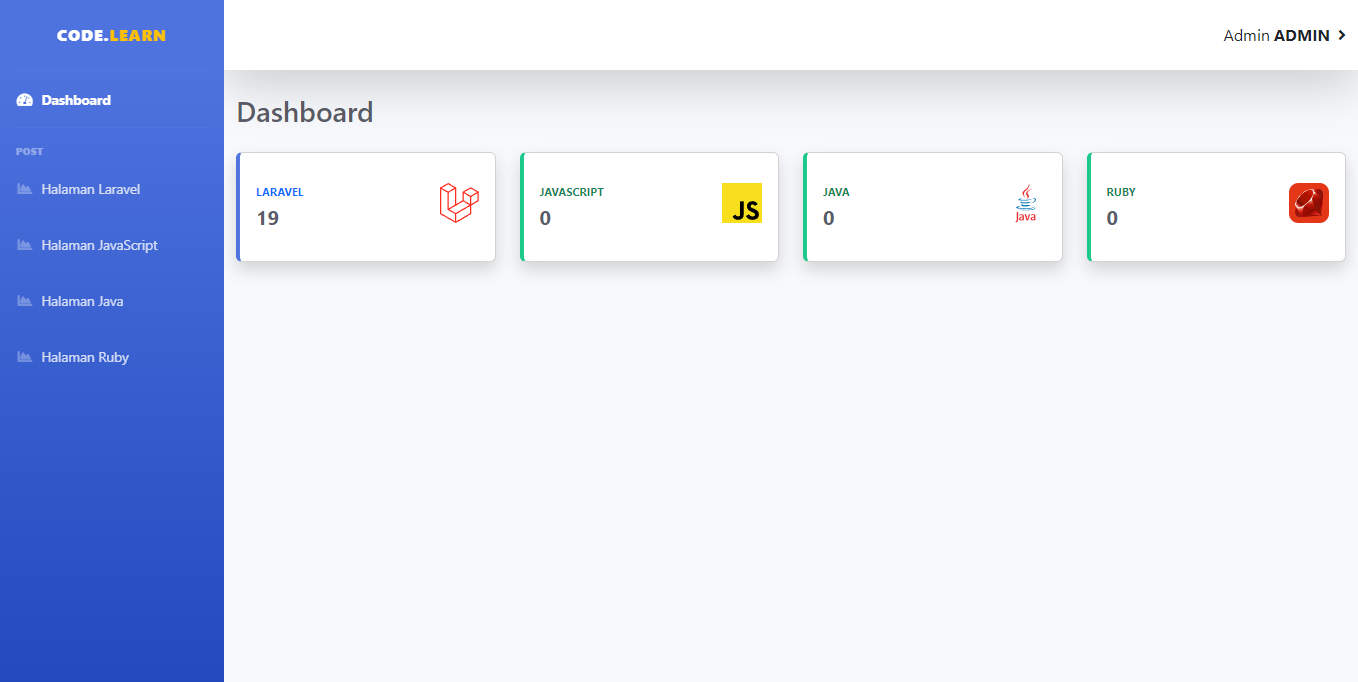 CODE.LEARN
Admin ADMIN
Dashboard
POST
Halaman Laravel
Halaman JavaScript
Halaman Java
Halaman Ruby
Dashboard
LARAVEL
19
JAVASCRIPT
0
JS
JAVA
0
Java
RUBY
0